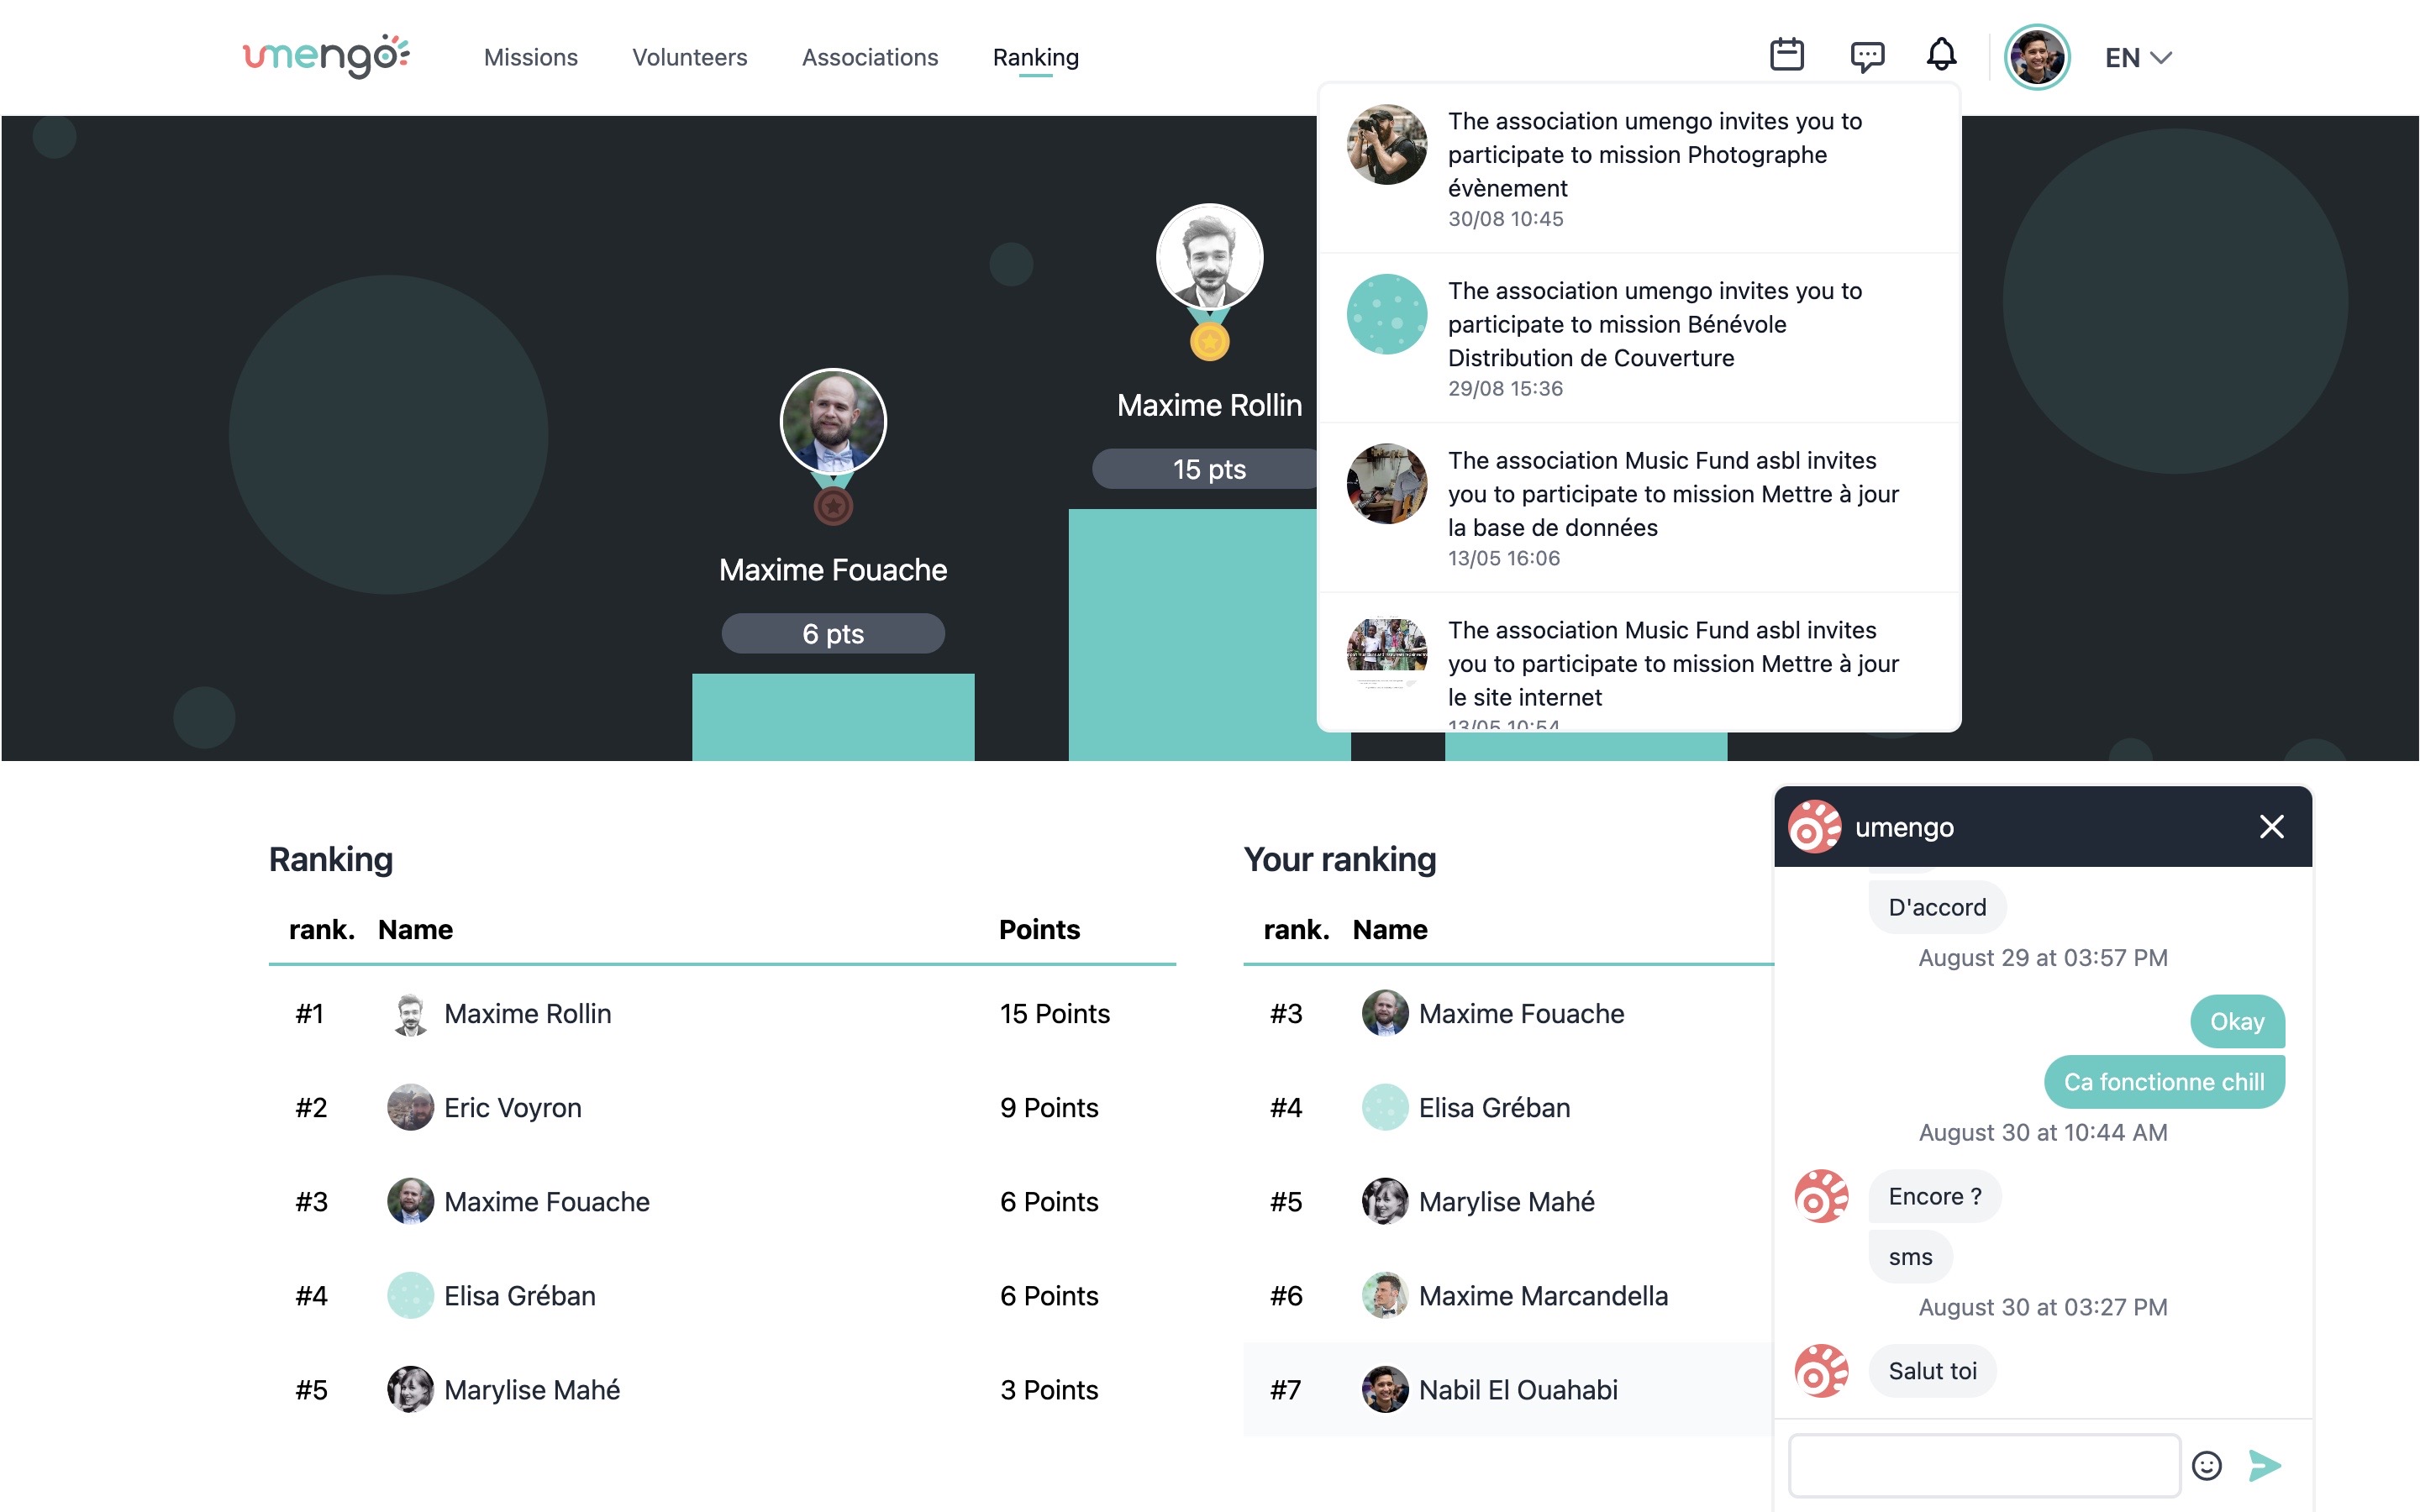 umengo
Missions
Volunteers
Associations
Ranking
EN
The association umengo invites you to
participate to mission Photographe
évènement
30/08 10:45
The association umengo invites you to
participate to mission Bénévole
Distribution de Couverture
29/08 15:36
The association Music Fund asbl invites
you to participate to mission Mettre à jour
la base de données
13/05 16:06
The association Music Fund asbl invites
you to participate to mission Mettre à jour
le site internet
13/05 10:54
Maxime Rollin
15 pts
Maxime Fouache
6 pts
Ranking
rank. Name Points
#1 Maxime Rollin 15 Points
#2 Eric Voyron 9 Points
#3 Maxime Fouache 6 Points
#4 Elisa Gréban 6 Points
#5 Marylise Mahé 3 Points
Your ranking
rank. Name
#3 Maxime Fouache
#4 Elisa Gréban
#5 Marylise Mahé
#6 Maxime Marcandella
#7 Nabil El Ouahabi
umengo
D'accord
August 29 at 03:57 PM
Okay
Ca fonctionne chill
August 30 at 10:44 AM
Encore ?
sms
August 30 at 03:27 PM
Salut toi